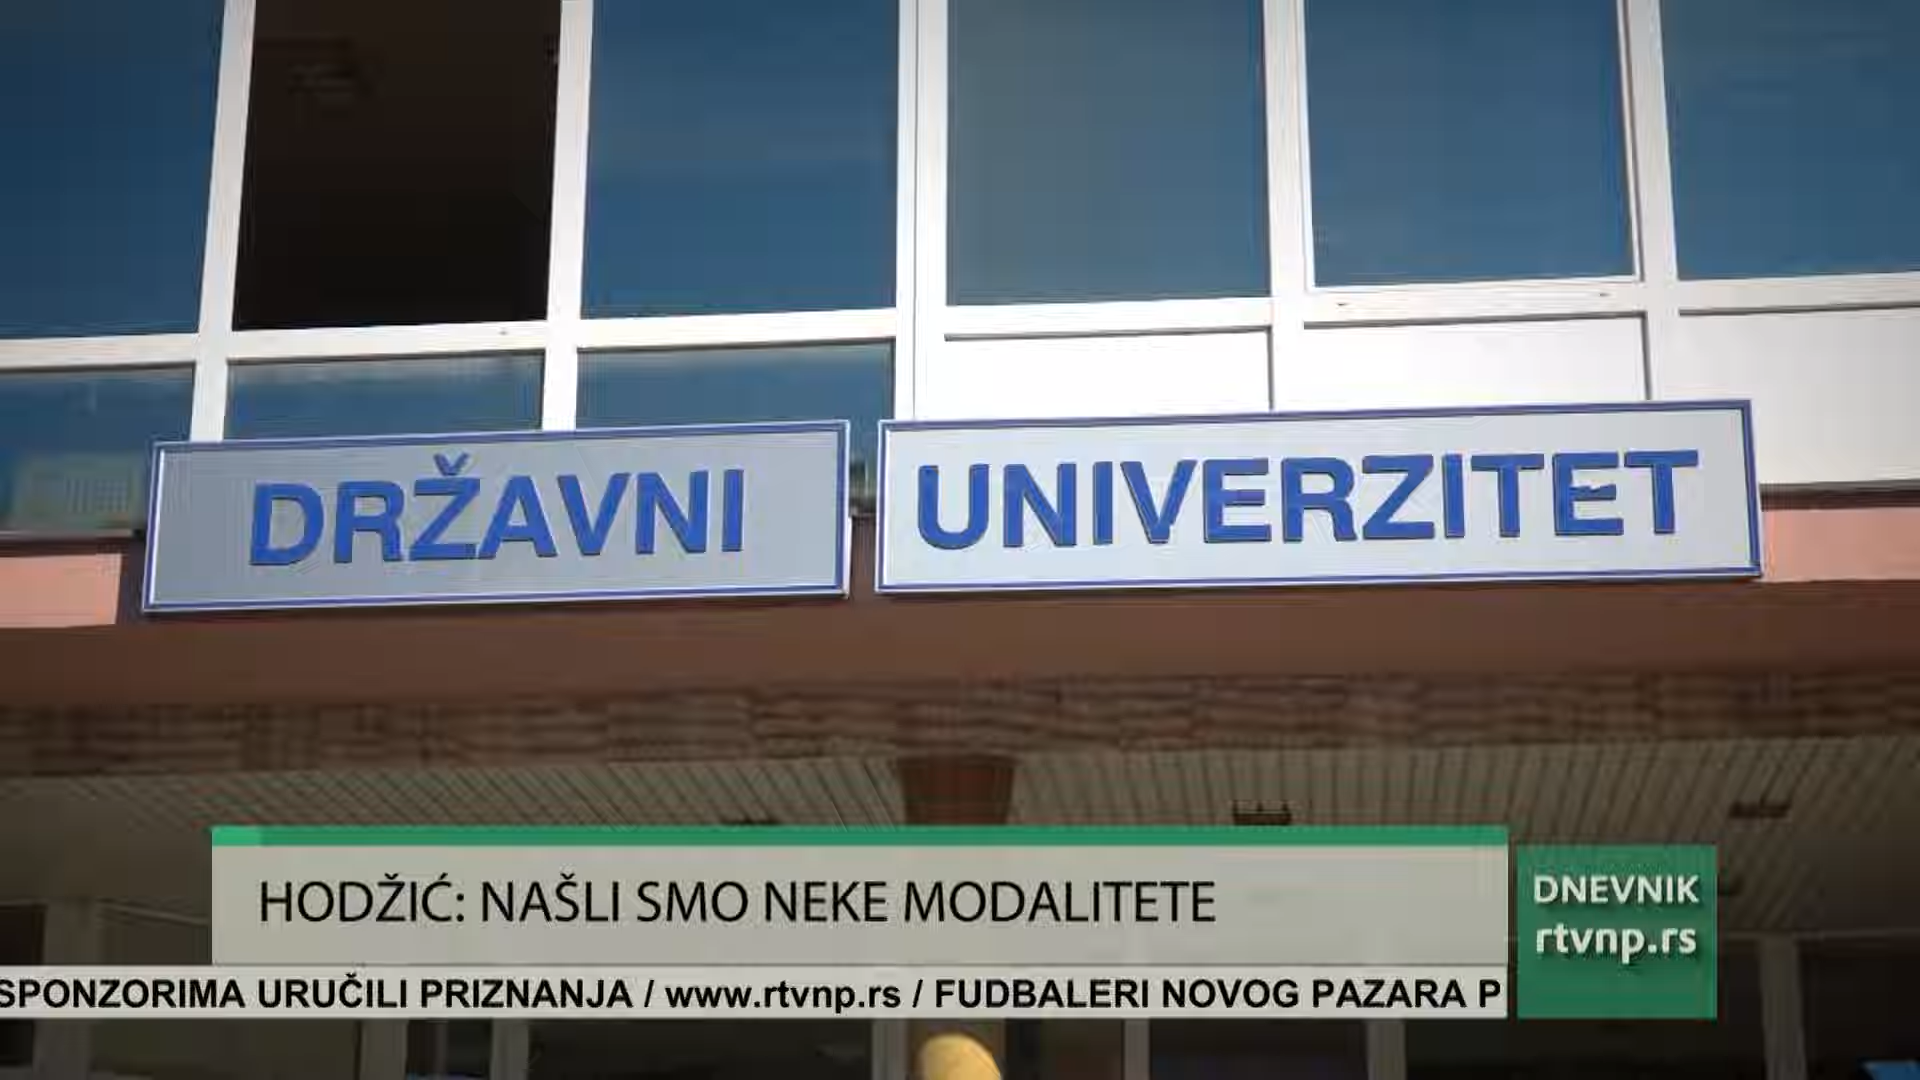 DRŽAVNI UNIVERZITET
HODŽIĆ: NAŠLI SMO NEKE MODALITETE
DNEVNIK
rtvnp.rs
SPONZORIMA URUČILI PRIZNANJA / www.rtvnp.rs / FUDBALERI NOVOG PAZARA P